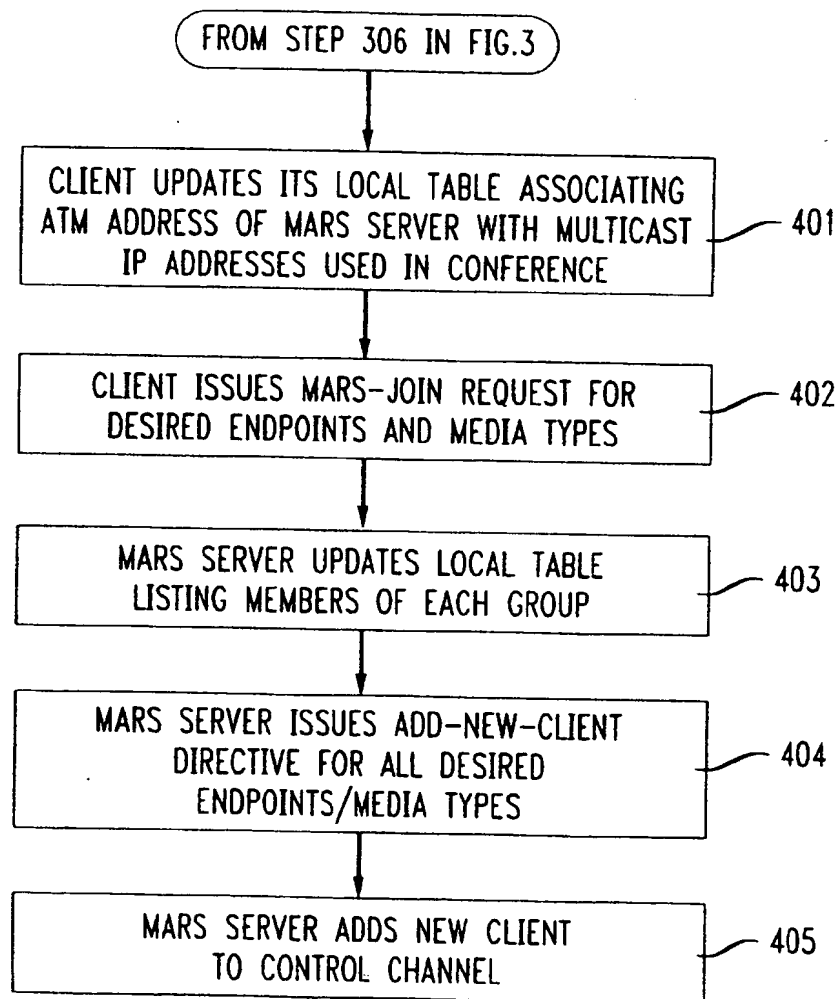 FROM STEP 306 IN FIG.3
CLIENT UPDATES ITS LOCAL TABLE ASSOCIATING
ATM ADDRESS OF MARS SERVER WITH MULTICAST
IP ADDRESSES USED IN CONFERENCE
401
CLIENT ISSUES MARS-JOIN REQUEST FOR
DESIRED ENDPOINTS AND MEDIA TYPES
402
MARS SERVER UPDATES LOCAL TABLE
LISTING MEMBERS OF EACH GROUP
403
MARS SERVER ISSUES ADD-NEW-CLIENT
DIRECTIVE FOR ALL DESIRED
ENDPOINTS/MEDIA TYPES
404
MARS SERVER ADDS NEW CLIENT
TO CONTROL CHANNEL
405